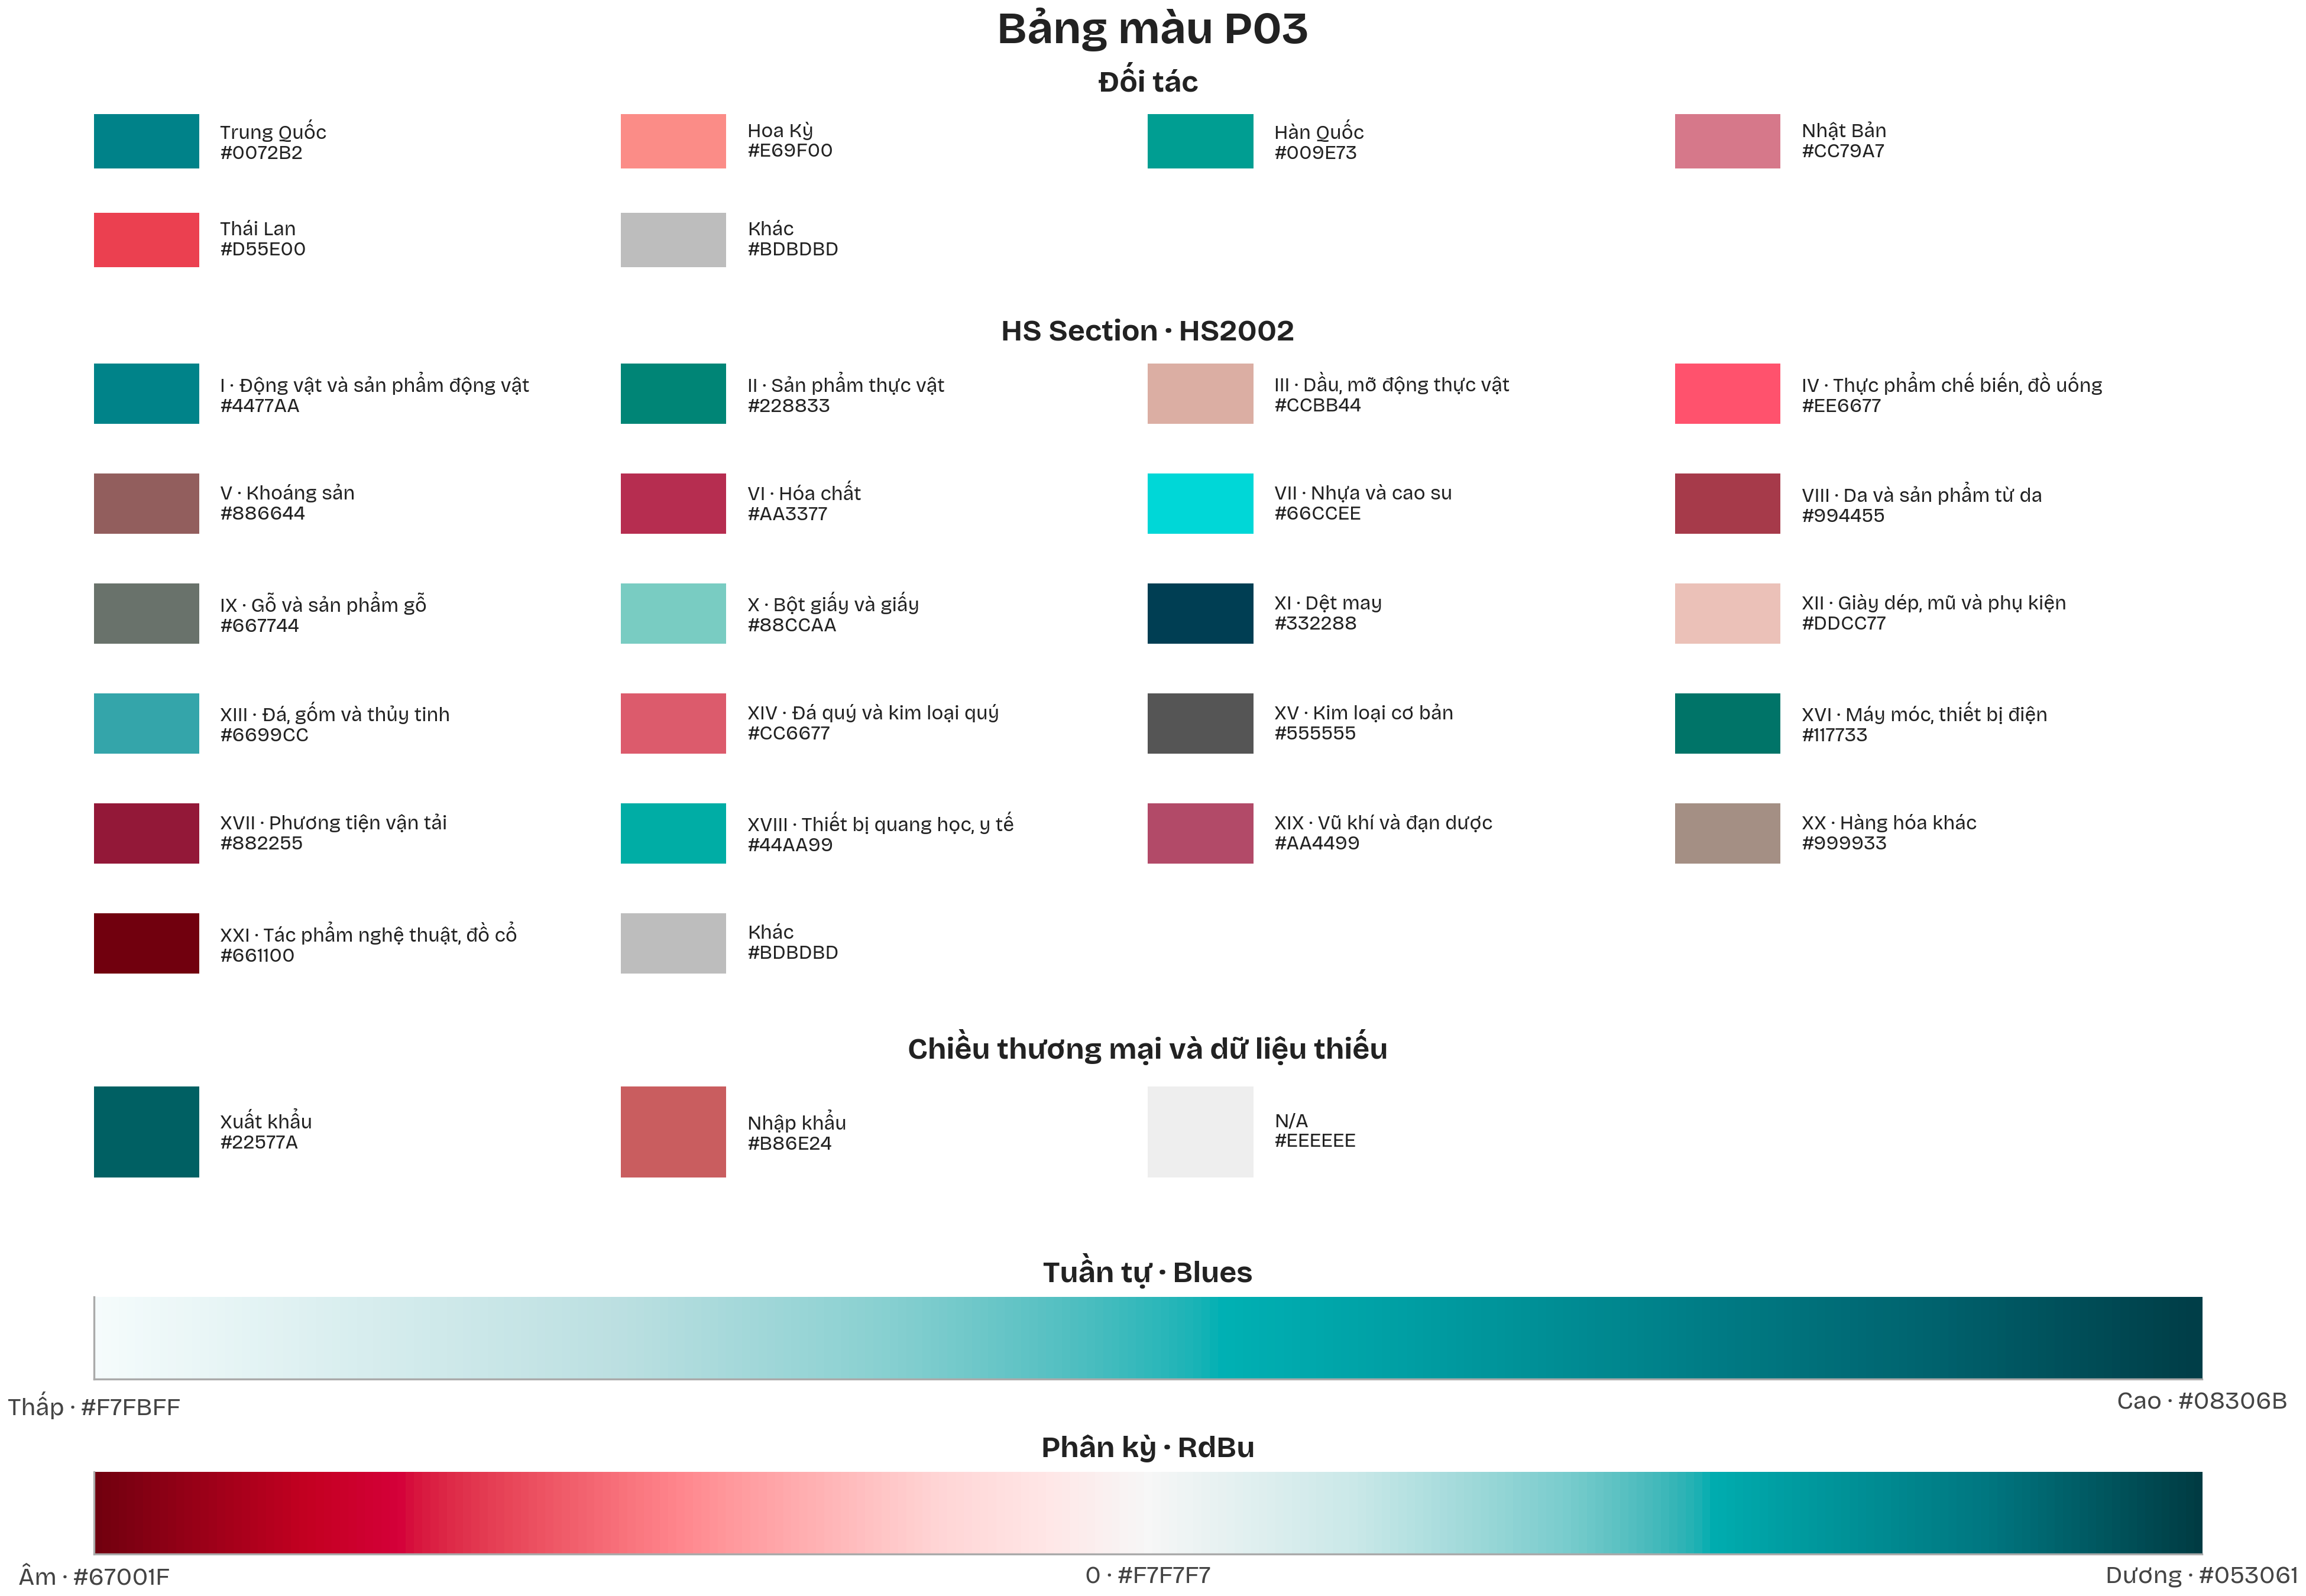 Bảng màu P03
Đối tác
Trung Quốc
#0072B2
Hoa Kỳ
#E69F00
Hàn Quốc
#009E73
Nhật Bản
#CC79A7
Thái Lan
#D55E00
Khác
#BDBDBD
HS Section · HS2002
I · Động vật và sản phẩm động vật
#4477AA
II · Sản phẩm thực vật
#228833
III · Dầu, mỡ động thực vật
#CCBB44
IV · Thực phẩm chế biến, đồ uống
#EE6677
V · Khoáng sản
#886644
VI · Hóa chất
#AA3377
VII · Nhựa và cao su
#66CCEE
VIII · Da và sản phẩm từ da
#994455
IX · Gỗ và sản phẩm gỗ
#667744
X · Bột giấy và giấy
#88CCAA
XI · Dệt may
#332288
XII · Giày dép, mũ và phụ kiện
#DDCC77
XIII · Đá, gốm và thủy tinh
#6699CC
XIV · Đá quý và kim loại quý
#CC6677
XV · Kim loại cơ bản
#555555
XVI · Máy móc, thiết bị điện
#117733
XVII · Phương tiện vận tải
#882255
XVIII · Thiết bị quang học, y tế
#44AA99
XIX · Vũ khí và đạn dược
#AA4499
XX · Hàng hóa khác
#999933
XXI · Tác phẩm nghệ thuật, đồ cổ
#661100
Khác
#BDBDBD
Chiều thương mại và dữ liệu thiếu
Xuất khẩu
#22577A
Nhập khẩu
#B86E24
N/A
#EEEEEE
Tuần tự · Blues
Thấp · #F7FBFF
Cao · #08306B
Phân kỳ · RdBu
Âm · #67001F
0 · #F7F7F7
Dương · #053061